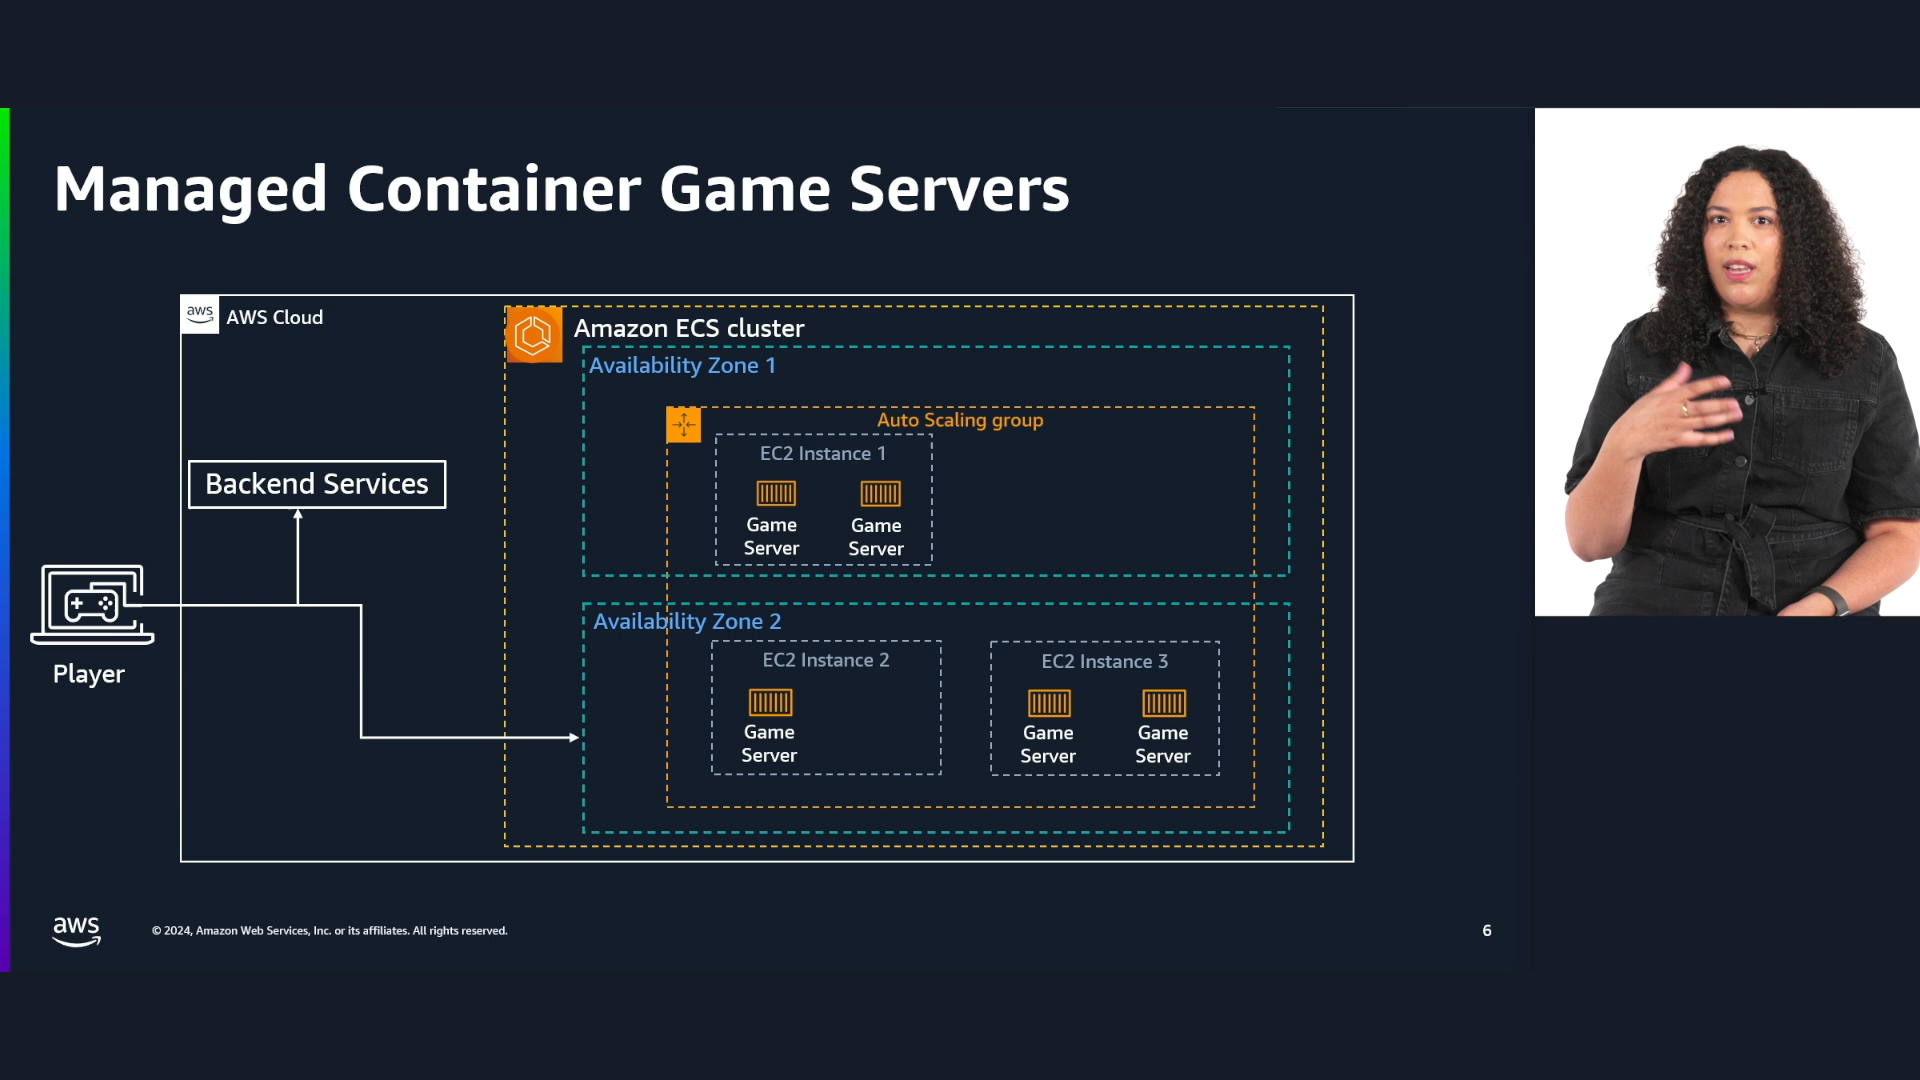 Managed Container Game Servers
aws
AWS Cloud
Amazon ECS cluster
Availability Zone 1
Auto Scaling group
EC2 Instance 1
Game
Server
Game
Server
Backend Services
Player
Availability Zone 2
EC2 Instance 2
Game
Server
EC2 Instance 3
Game
Server
Game
Server
aws
© 2024, Amazon Web Services, Inc. or its affiliates. All rights reserved.
6